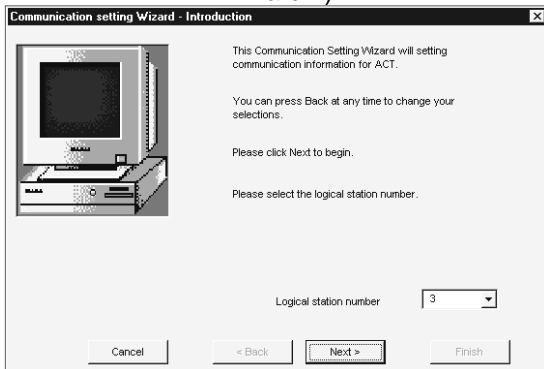 Communication setting Wizard - Introduction
This Communication Setting Wizard will setting
communication information for ACT.
You can press Back at any time to change your
selections.
Please click Next to begin.
Please select the logical station number.
Logical station number 3
Cancel < Back Next > Finish